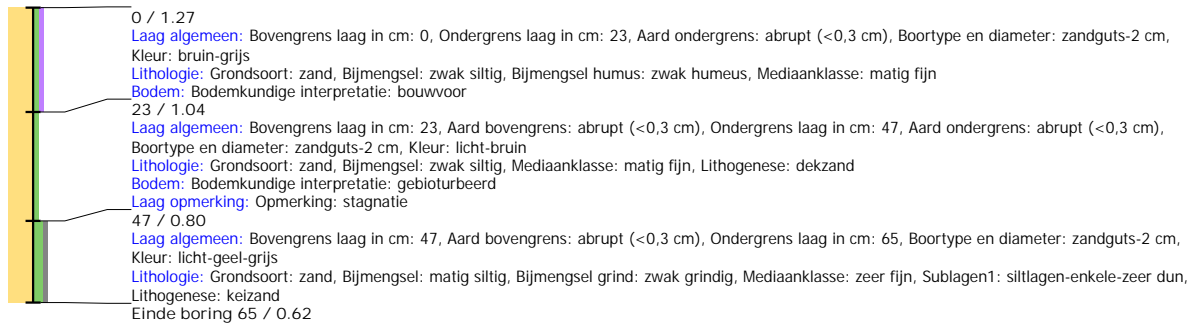 0 / 1.27
Laag algemeen: Bovengrens laag in cm: 0, Ondergrens laag in cm: 23, Aard ondergrens: abrupt (<0,3 cm), Boortype en diameter: zandguts-2 cm,
Kleur: bruin-grijs
Lithologie: Grondsoort: zand, Bijmengsel: zwak siltig, Bijmengsel humus: zwak humeus, Mediaanklasse: matig fijn
Bodem: Bodemkundige interpretatie: bouwvoor
23 / 1.04
Laag algemeen: Bovengrens laag in cm: 23, Aard bovengrens: abrupt (<0,3 cm), Ondergrens laag in cm: 47, Aard ondergrens: abrupt (<0,3 cm),
Boortype en diameter: zandguts-2 cm, Kleur: licht-bruin
Lithologie: Grondsoort: zand, Bijmengsel: zwak siltig, Mediaanklasse: matig fijn, Lithogenese: dekzand
Bodem: Bodemkundige interpretatie: gebioturbeerd
Laag opmerking: Opmerking: stagnatie
47 / 0.80
Laag algemeen: Bovengrens laag in cm: 47, Aard bovengrens: abrupt (<0,3 cm), Ondergrens laag in cm: 65, Boortype en diameter: zandguts-2 cm,
Kleur: licht-geel-grijs
Lithologie: Grondsoort: zand, Bijmengsel: matig siltig, Bijmengsel grind: zwak grindig, Mediaanklasse: zeer fijn, Sublagen1: siltlagen-enkele-zeer dun,
Lithogenese: keizand
Einde boring 65 / 0.62